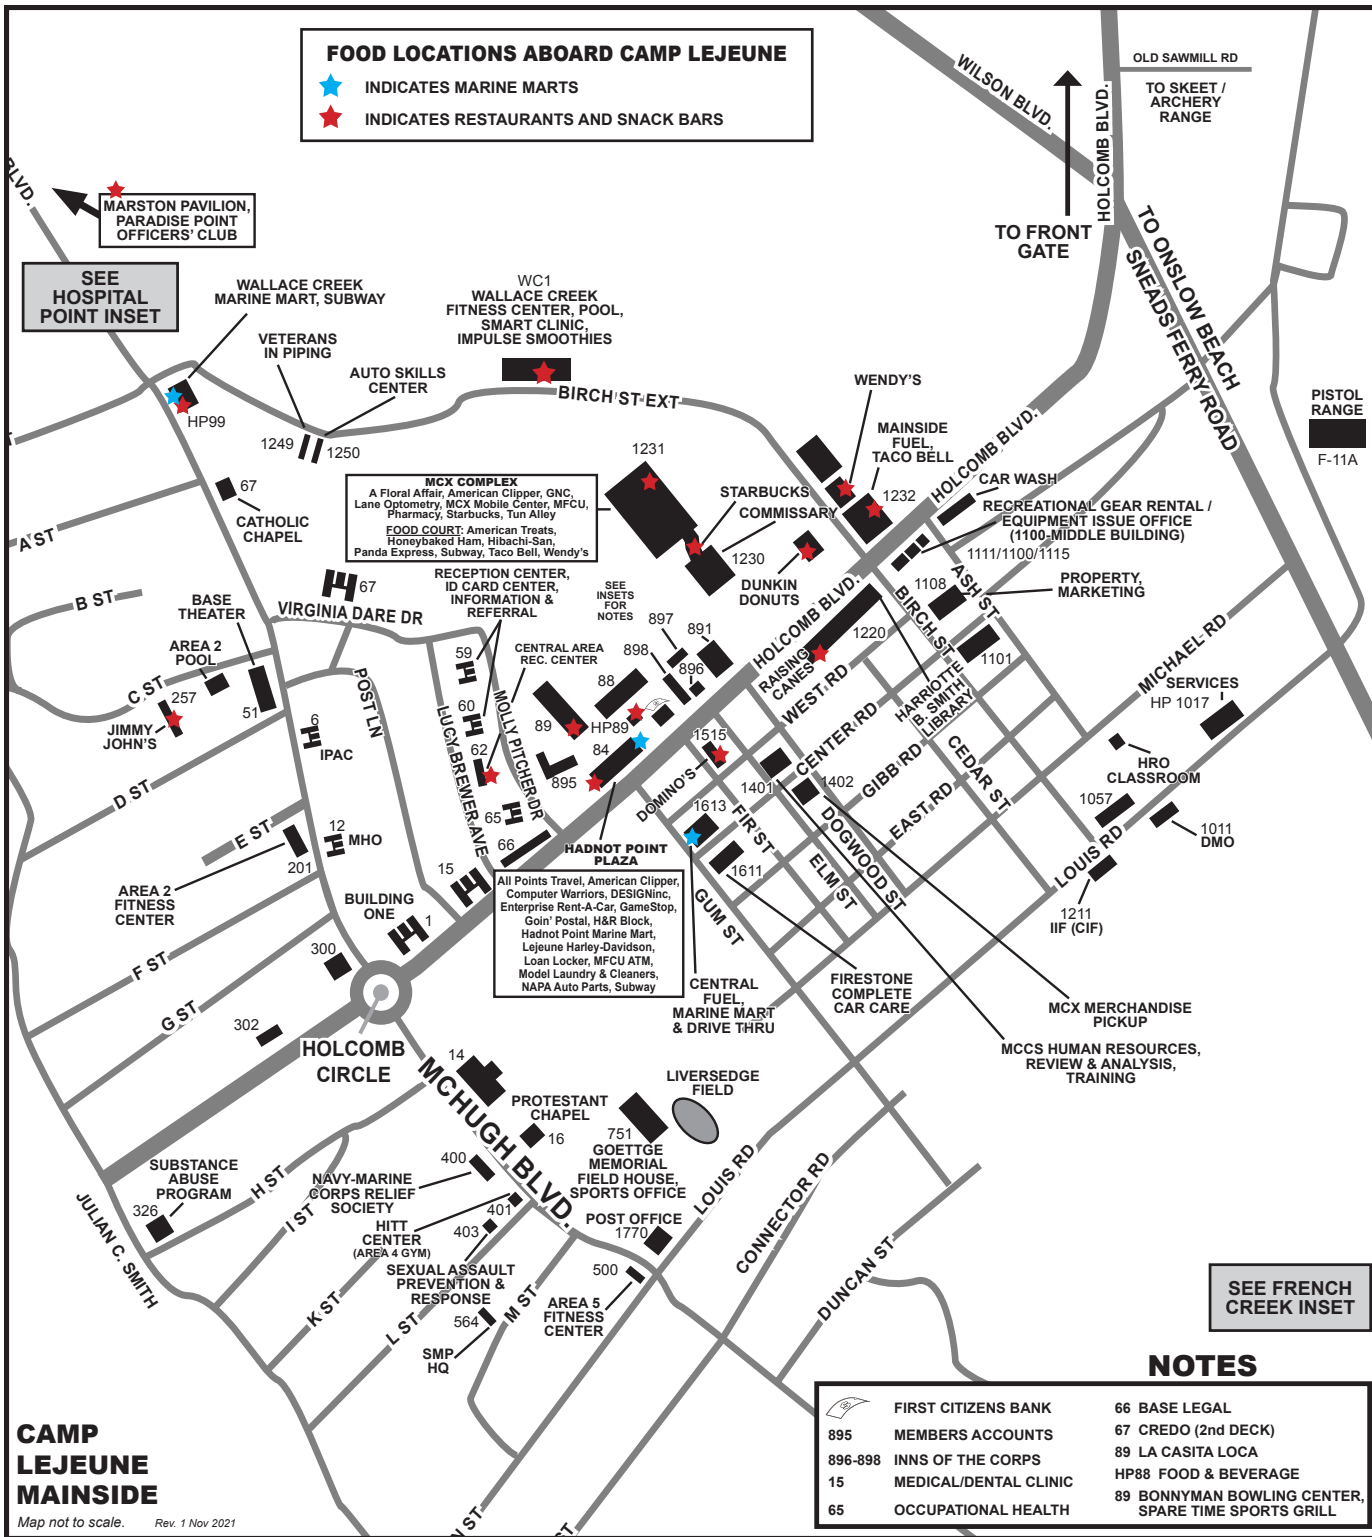 FOOD LOCATIONS ABOARD CAMP LEJEUNE
INDICATES MARINE MARTS
INDICATES RESTAURANTS AND SNACK BARS
OLD SAWMILL RD
TO SKEET /
ARCHERY
RANGE
WILSON BLVD.
HOLCOMB BLVD.
TO FRONT
GATE
TO ONSLOW BEACH
SNEADS FERRY ROAD
BLVD.
MARSTON PAVILION,
PARADISE POINT
OFFICERS' CLUB
SEE
HOSPITAL
POINT INSET
WALLACE CREEK
MARINE MART, SUBWAY
HP99
VETERANS
IN PIPING
AUTO SKILLS
CENTER
1249
1250
WC1
WALLACE CREEK
FITNESS CENTER, POOL,
SMART CLINIC,
IMPULSE SMOOTHIES
BIRCH ST EXT
WENDY'S
MAINSIDE
FUEL,
TACO BELL
1232
HOLCOMB BLVD.
CAR WASH
RECREATIONAL GEAR RENTAL /
EQUIPMENT ISSUE OFFICE
(1100-MIDDLE BUILDING)
1111/1100/1115
PISTOL
RANGE
F-11A
1231
MCX COMPLEX
A Floral Affair, American Clipper, GNC,
Lane Optometry, MCX Mobile Center, MFCU,
Pharmacy, Starbucks, Tun Alley
FOOD COURT: American Treats,
Honeybaked Ham, Hibachi-San,
Panda Express, Subway, Taco Bell, Wendy's
STARBUCKS
COMMISSARY
1230
DUNKIN
DONUTS
67
CATHOLIC
CHAPEL
A ST
B ST
BASE
THEATER
67
VIRGINIA DARE DR
RECEPTION CENTER,
ID CARD CENTER,
INFORMATION &
REFERRAL
SEE
INSETS
FOR
NOTES
897
891
898
896
HOLCOMB BLVD.
RAISING
CANES
1220
WEST RD
BIRCH ST
1108
ASH ST
PROPERTY,
MARKETING
1101
HARRIOTTE
B. SMITH
LIBRARY
MICHAEL RD
SERVICES
HP 1017
AREA 2
POOL
C ST
257
JIMMY
JOHN'S
51
6
IPAC
POST LN
59
60
62
CENTRAL AREA
REC. CENTER
MOLLY PITCHER DR
LUCY BREWER AVE
88
89
HP89
84
895
65
66
1515
DOMINO'S
CENTER RD
1401
1402
GIBB RD
EAST RD
CEDAR ST
HRO
CLASSROOM
1057
1011
DMO
LOUIS RD
1211
IIF (CIF)
D ST
E ST
12
MHO
201
AREA 2
FITNESS
CENTER
15
BUILDING
ONE
1
HADNOT POINT
PLAZA
All Points Travel, American Clipper,
Computer Warriors, DESIGNinc,
Enterprise Rent-A-Car, GameStop,
Goin' Postal, H&R Block,
Hadnot Point Marine Mart,
Lejeune Harley-Davidson,
Loan Locker, MFCU ATM,
Model Laundry & Cleaners,
NAPA Auto Parts, Subway
1613
1611
FIR ST
ELM ST
DOGWOOD ST
GUM ST
CENTRAL
FUEL,
MARINE MART
& DRIVE THRU
FIRESTONE
COMPLETE
CAR CARE
MCX MERCHANDISE
PICKUP
MCCS HUMAN RESOURCES,
REVIEW & ANALYSIS,
TRAINING
300
F ST
G ST
302
HOLCOMB
CIRCLE
14
MCHUGH BLVD.
PROTESTANT
CHAPEL
16
LIVERSEDGE
FIELD
751
GOETTGE
MEMORIAL
FIELD HOUSE,
SPORTS OFFICE
LOUIS RD
CONNECTOR RD
DUNCAN ST
SUBSTANCE
ABUSE
PROGRAM
326
H ST
I ST
JULIAN C. SMITH
400
NAVY-MARINE
CORPS RELIEF
SOCIETY
401
HITT
CENTER
(AREA 4 GYM)
403
SEXUAL ASSAULT
PREVENTION &
RESPONSE
POST OFFICE
1770
500
AREA 5
FITNESS
CENTER
K ST
L ST
M ST
564
SMP
HQ
N ST
ST
SEE FRENCH
CREEK INSET
NOTES
FIRST CITIZENS BANK
895 MEMBERS ACCOUNTS
896-898 INNS OF THE CORPS
15 MEDICAL/DENTAL CLINIC
65 OCCUPATIONAL HEALTH
66 BASE LEGAL
67 CREDO (2nd DECK)
89 LA CASITA LOCA
HP88 FOOD & BEVERAGE
89 BONNYMAN BOWLING CENTER,
SPARE TIME SPORTS GRILL
CAMP
LEJEUNE
MAINSIDE
Map not to scale. Rev. 1 Nov 2021